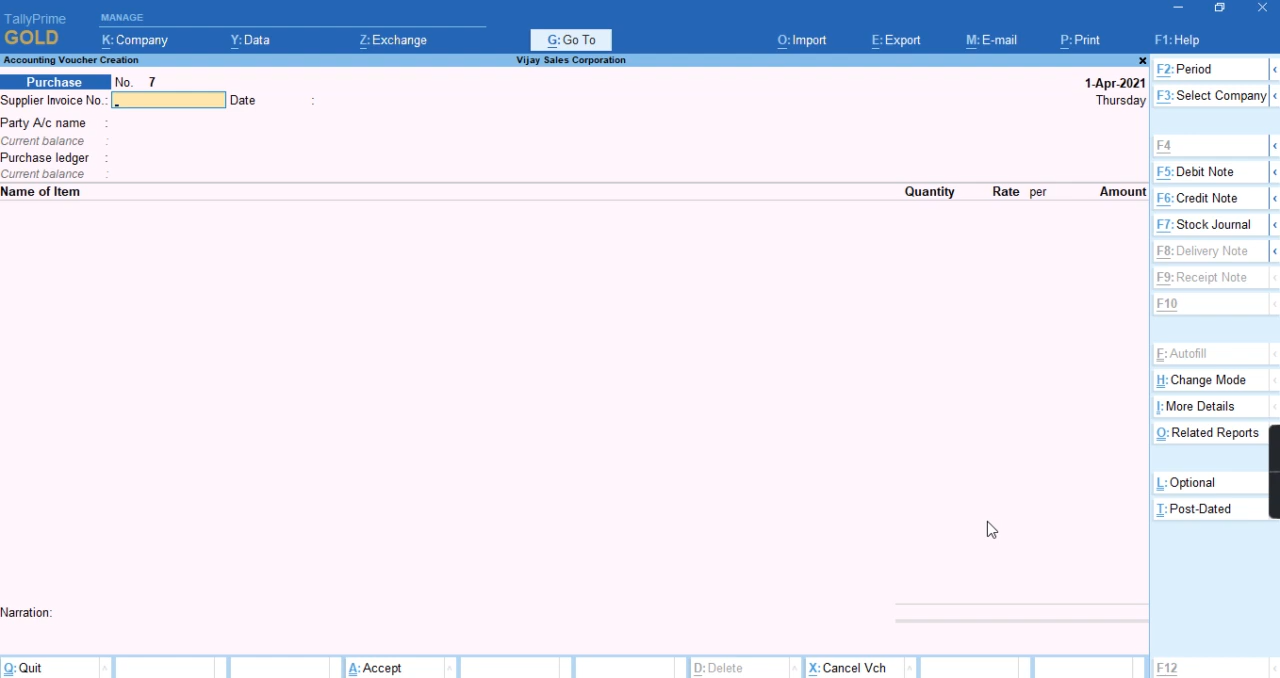 TallyPrime
GOLD
MANAGE
K: Company
Y: Data
Z: Exchange
G: Go To
O: Import
E: Export
M: E-mail
P: Print
F1: Help
Accounting Voucher Creation
Vijay Sales Corporation
Purchase No. 7
1-Apr-2021
Supplier Invoice No.: Date :
Thursday
Party A/c name :
Current balance :
Purchase ledger :
Current balance :
Name of Item Quantity Rate per Amount
F2: Period
F3: Select Company
F4
F5: Debit Note
F6: Credit Note
F7: Stock Journal
F8: Delivery Note
F9: Receipt Note
F10
F: Autofill
H: Change Mode
I: More Details
O: Related Reports
L: Optional
T: Post-Dated
Narration:
Q: Quit
A: Accept
D: Delete
X: Cancel Vch
F12